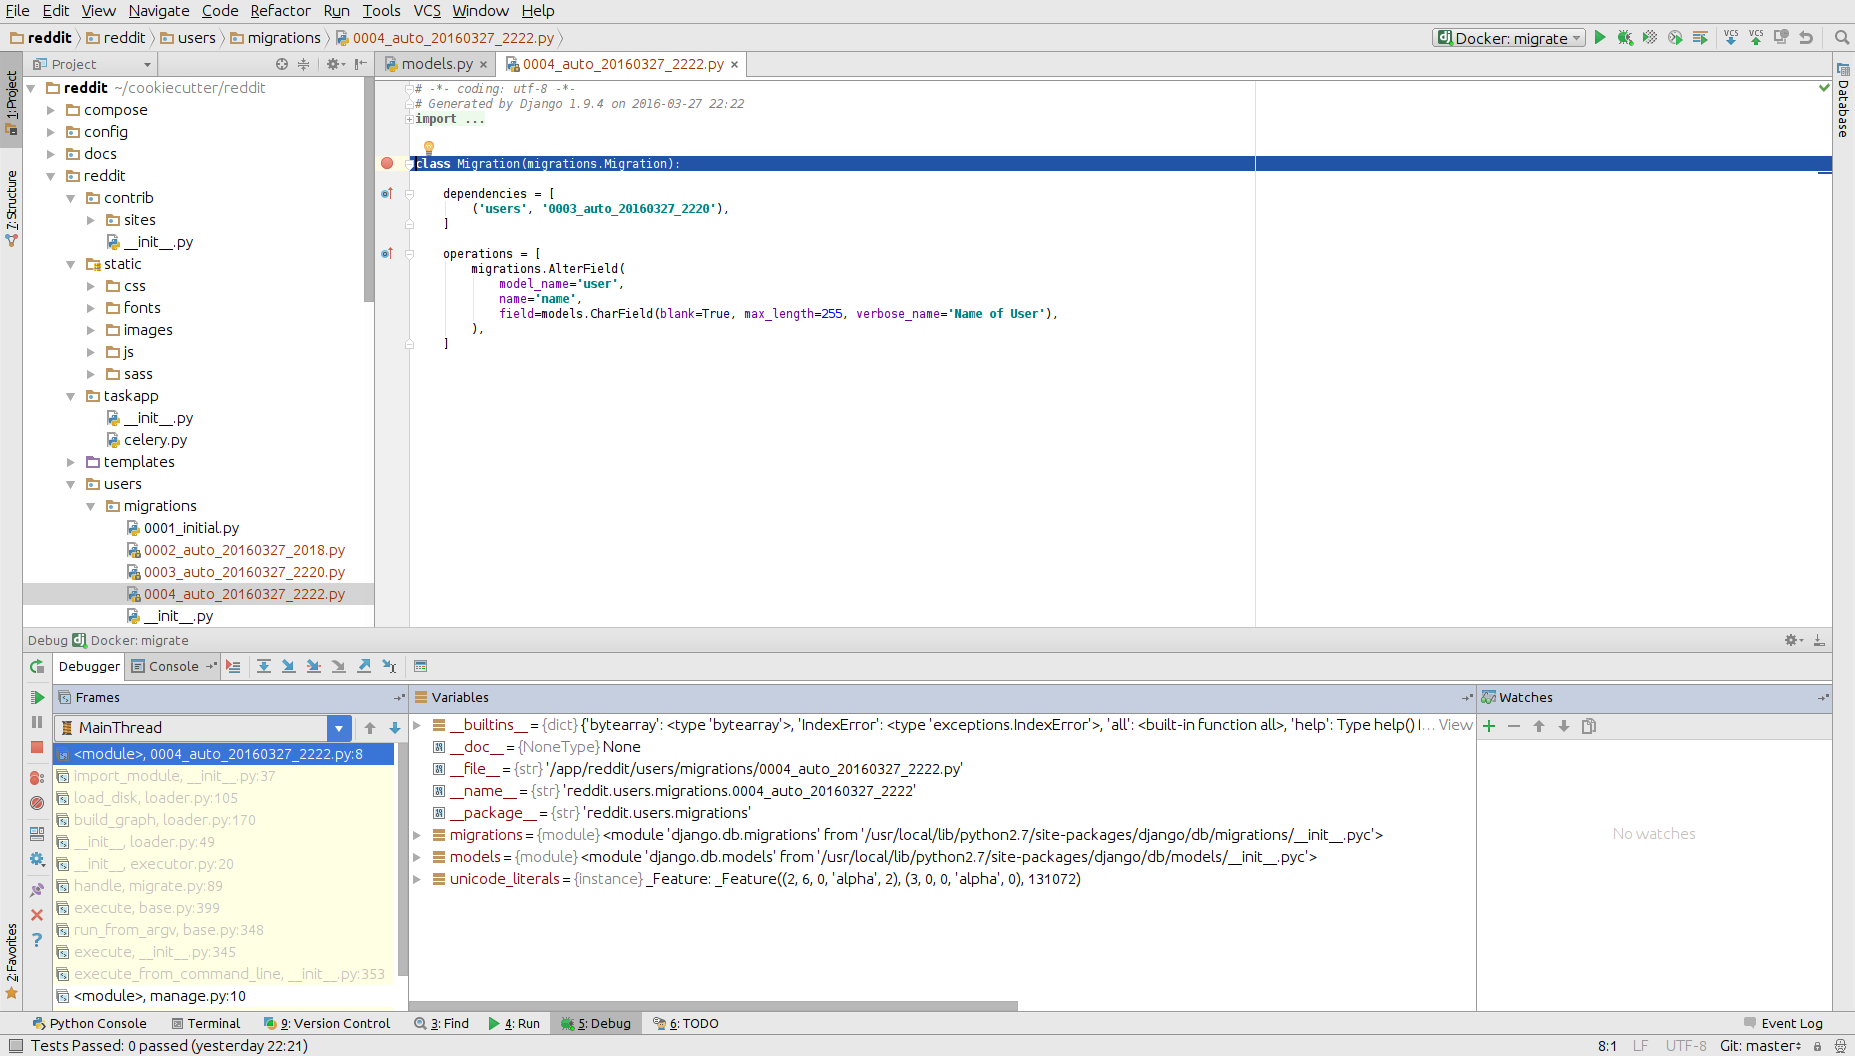 File Edit View Navigate Code Refactor Run Tools VCS Window Help
reddit reddit users migrations 0004_auto_20160327_2222.py
Docker: migrate
VCS VCS
Project
models.py
0004_auto_20160327_2222.py
1: Project
7: Structure
2: Favorites
Database
reddit ~/cookiecutter/reddit
compose
config
docs
reddit
contrib
sites
__init__.py
static
css
fonts
images
js
sass
taskapp
__init__.py
celery.py
templates
users
migrations
0001_initial.py
0002_auto_20160327_2018.py
0003_auto_20160327_2220.py
0004_auto_20160327_2222.py
__init__.py
# -*- coding: utf-8 -*-
# Generated by Django 1.9.4 on 2016-03-27 22:22
import ...
class Migration(migrations.Migration):
dependencies = [
('users', '0003_auto_20160327_2220'),
]
operations = [
migrations.AlterField(
model_name='user',
name='name',
field=models.CharField(blank=True, max_length=255, verbose_name='Name of User'),
),
]
Debug Docker: migrate
Debugger Console
Frames
MainThread
<module>, 0004_auto_20160327_2222.py:8
import_module, __init__.py:37
load_disk, loader.py:105
build_graph, loader.py:170
__init__, loader.py:49
__init__, executor.py:20
handle, migrate.py:89
execute, base.py:399
run_from_argv, base.py:348
execute, __init__.py:345
execute_from_command_line, __init__.py:353
<module>, manage.py:10
Variables
__builtins__ = {dict} {'bytearray': <type 'bytearray'>, 'IndexError': <type 'exceptions.IndexError'>, 'all': <built-in function all>, 'help': Type help() I... View
__doc__ = {NoneType} None
__file__ = {str} '/app/reddit/users/migrations/0004_auto_20160327_2222.py'
__name__ = {str} 'reddit.users.migrations.0004_auto_20160327_2222'
__package__ = {str} 'reddit.users.migrations'
migrations = {module} <module 'django.db.migrations' from '/usr/local/lib/python2.7/site-packages/django/db/migrations/__init__.pyc'>
models = {module} <module 'django.db.models' from '/usr/local/lib/python2.7/site-packages/django/db/models/__init__.pyc'>
unicode_literals = {instance} _Feature: _Feature((2, 6, 0, 'alpha', 2), (3, 0, 0, 'alpha', 0), 131072)
Watches
No watches
Python Console Terminal 9: Version Control 3: Find 4: Run 5: Debug 6: TODO Event Log
Tests Passed: 0 passed (yesterday 22:21) 8:1 LF UTF-8 Git: master